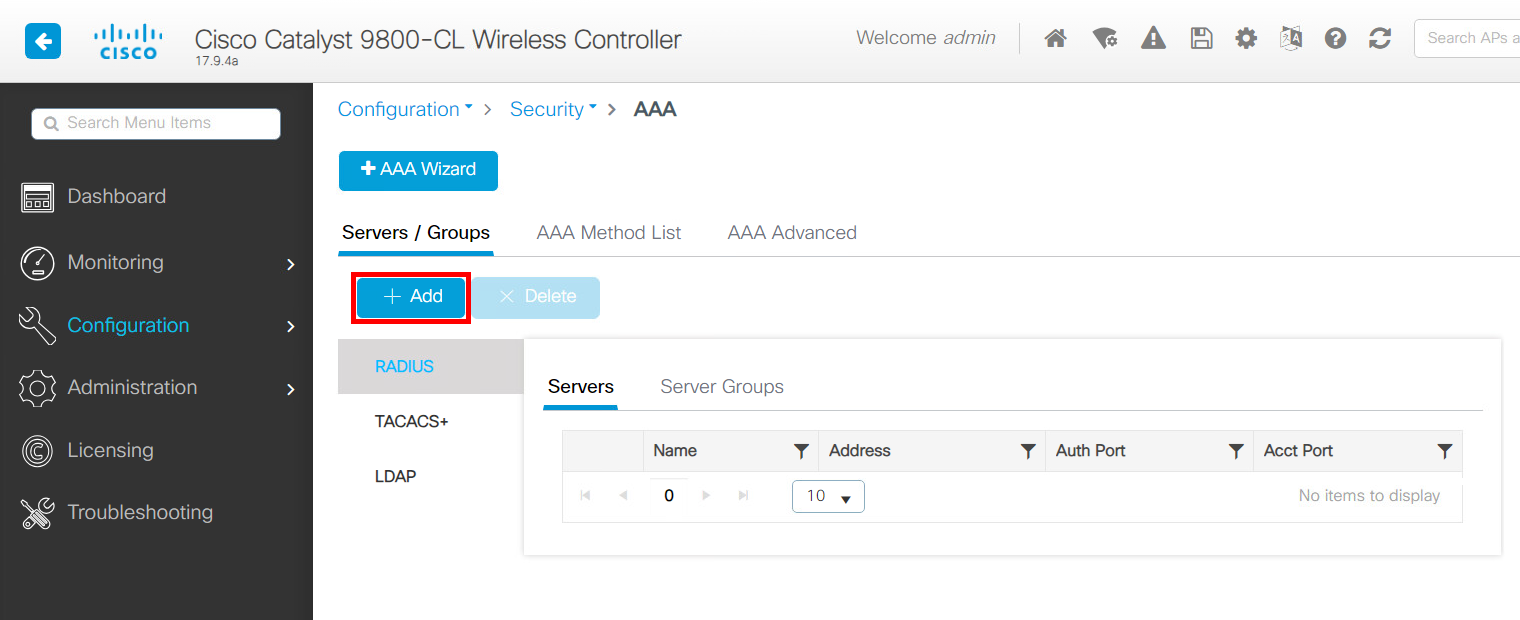 CISCO
Cisco Catalyst 9800-CL Wireless Controller
17.9.4a
Welcome admin
Search APs a
Search Menu Items
Dashboard
Monitoring
Configuration
Administration
Licensing
Troubleshooting
Configuration > Security > AAA
+ AAA Wizard
Servers / Groups AAA Method List AAA Advanced
+ Add × Delete
RADIUS
TACACS+
LDAP
Servers Server Groups
Name Address Auth Port Acct Port
0 10 No items to display